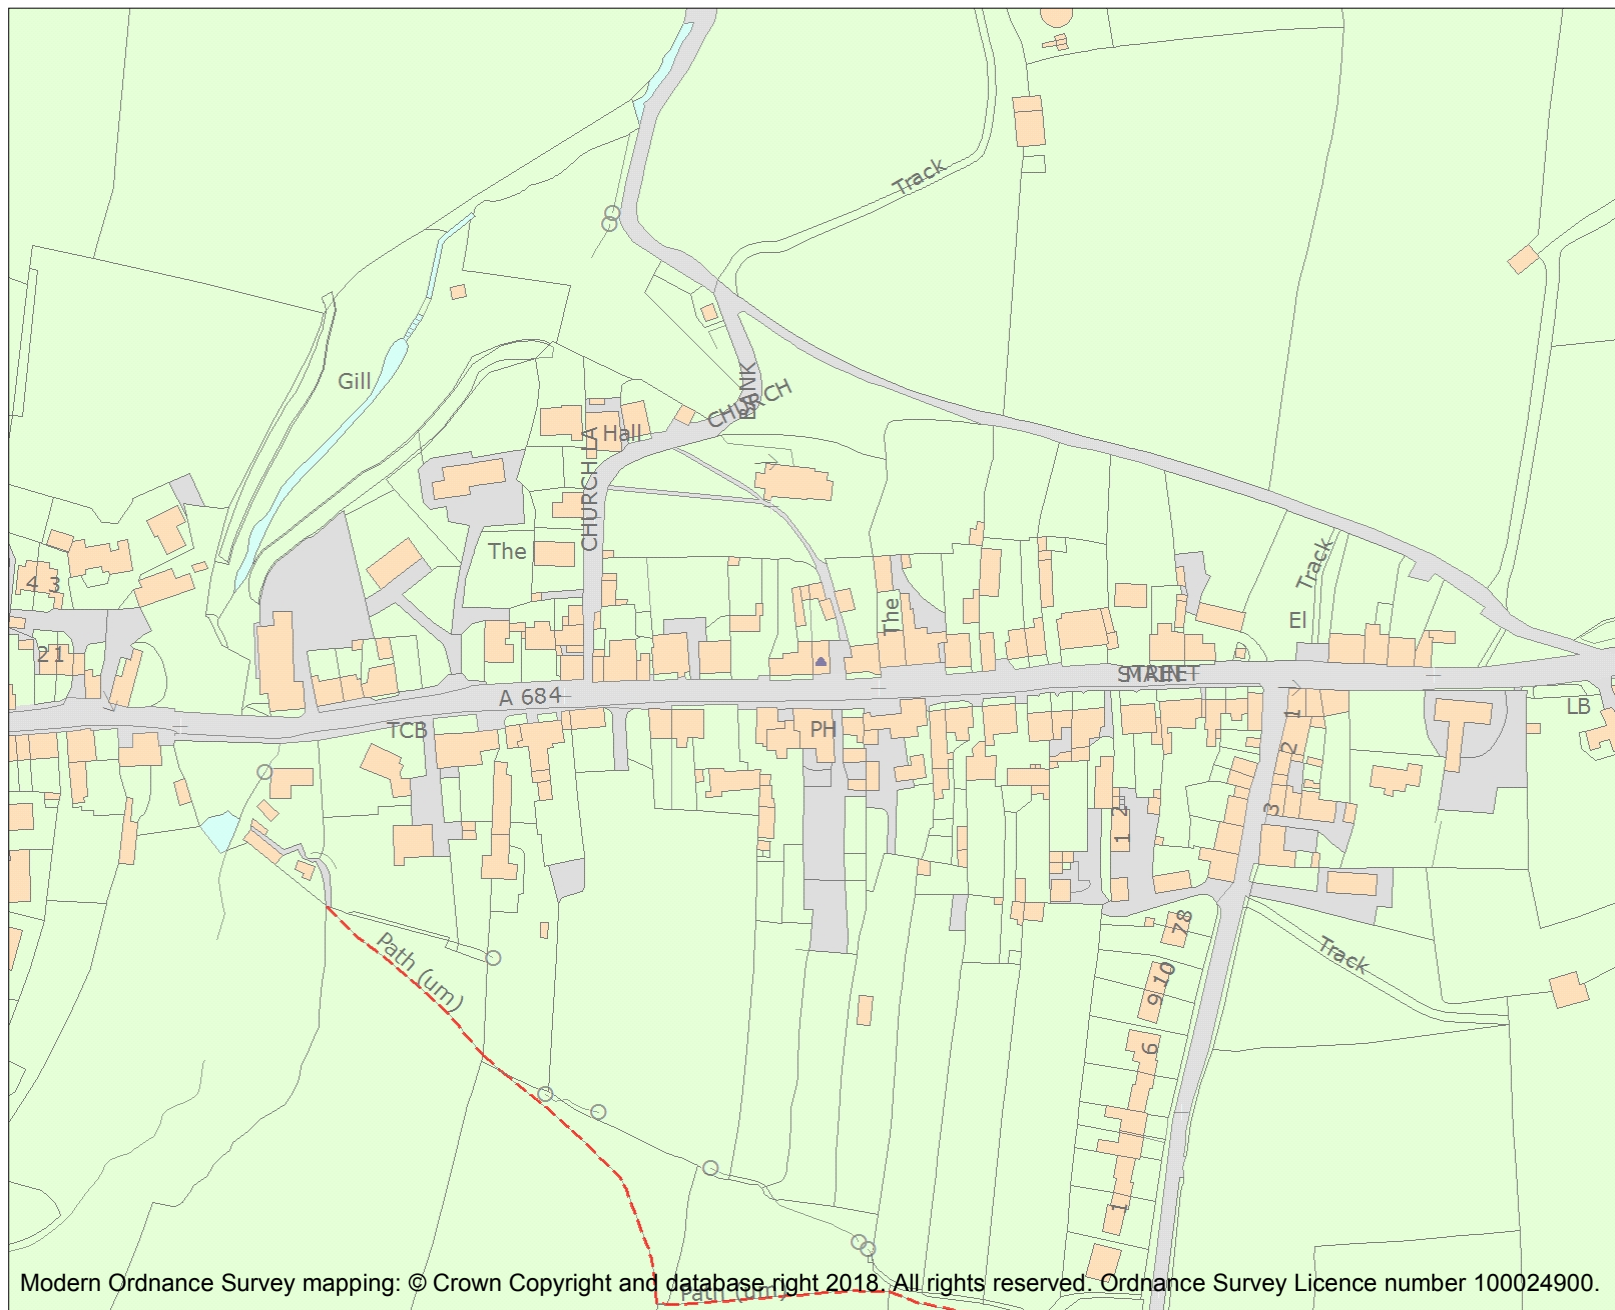 Track
Gill
BANK
CHURCH
CHURCH LA
Hall
The
4 3
The
Track
El
2 1
STREET
MAIN
A 684
LB
TCB
PH
1
2
3
1 2
7 8
Path (um)
Track
9 10
6
1
Path (um)
Modern Ordnance Survey mapping: © Crown Copyright and database right 2018. All rights reserved. Ordnance Survey Licence number 100024900.